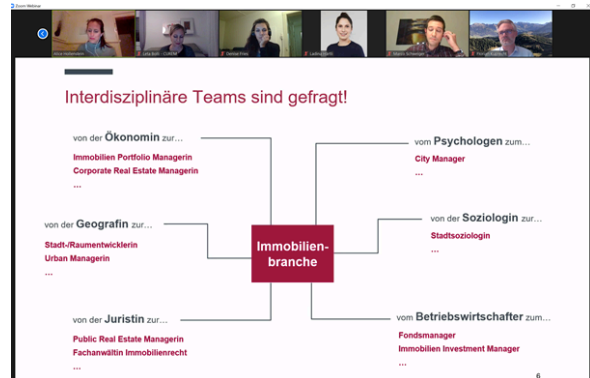 Zoom Webinar
Interdisziplinäre Teams sind gefragt!
von der Ökonomin zur…
Immobilien Portfolio Managerin
Corporate Real Estate Managerin
…
vom Psychologen zum…
City Manager
…
von der Geografin zur…
Stadt-/Raumentwicklerin
Urban Managerin
…
Immobilien-
branche
von der Soziologin zur…
Stadtsoziologin
…
von der Juristin zur…
Public Real Estate Managerin
Fachanwältin Immobilienrecht
…
vom Betriebswirtschafter zum…
Fondsmanager
Immobilien Investment Manager
…
6